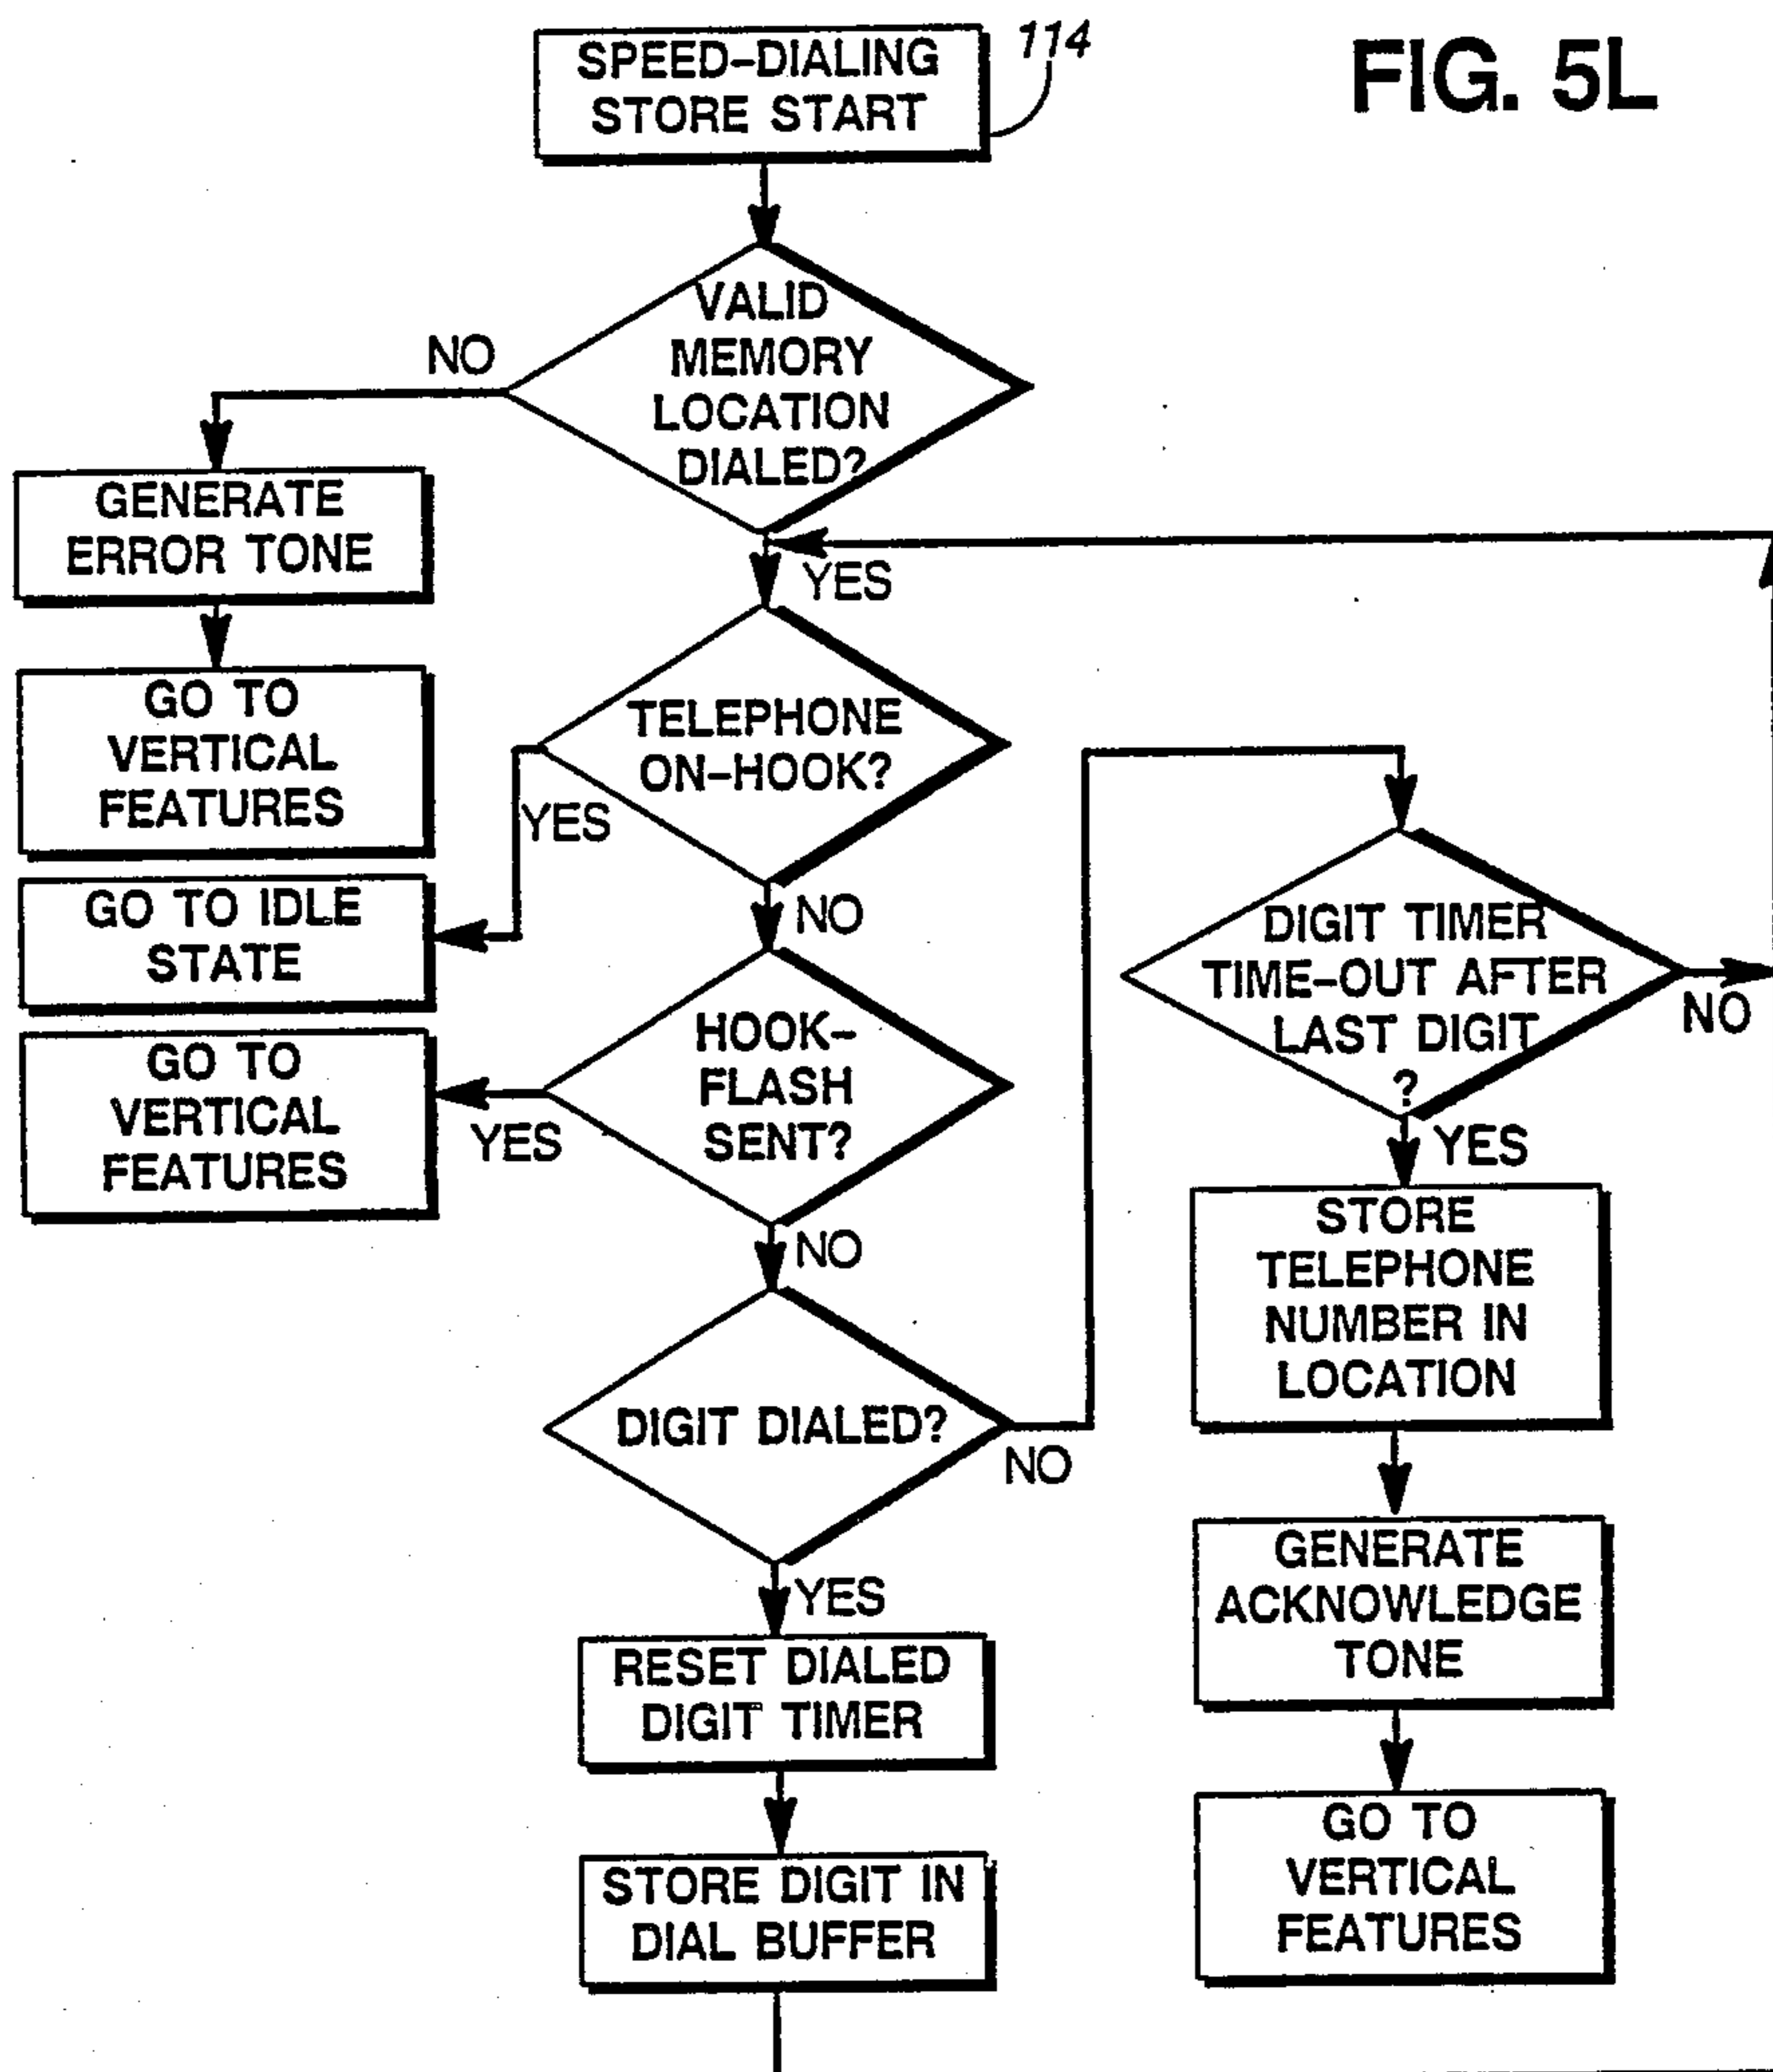 FIG. 5L
SPEED-DIALING
STORE START
114
VALID
MEMORY
LOCATION
DIALED?
NO
YES
GENERATE
ERROR TONE
GO TO
VERTICAL
FEATURES
TELEPHONE
ON-HOOK?
YES
NO
GO TO IDLE
STATE
HOOK-
FLASH
SENT?
YES
NO
GO TO
VERTICAL
FEATURES
DIGIT DIALED?
NO
YES
RESET DIALED
DIGIT TIMER
STORE DIGIT IN
DIAL BUFFER
DIGIT TIMER
TIME-OUT AFTER
LAST DIGIT
?
NO
YES
STORE
TELEPHONE
NUMBER IN
LOCATION
GENERATE
ACKNOWLEDGE
TONE
GO TO
VERTICAL
FEATURES